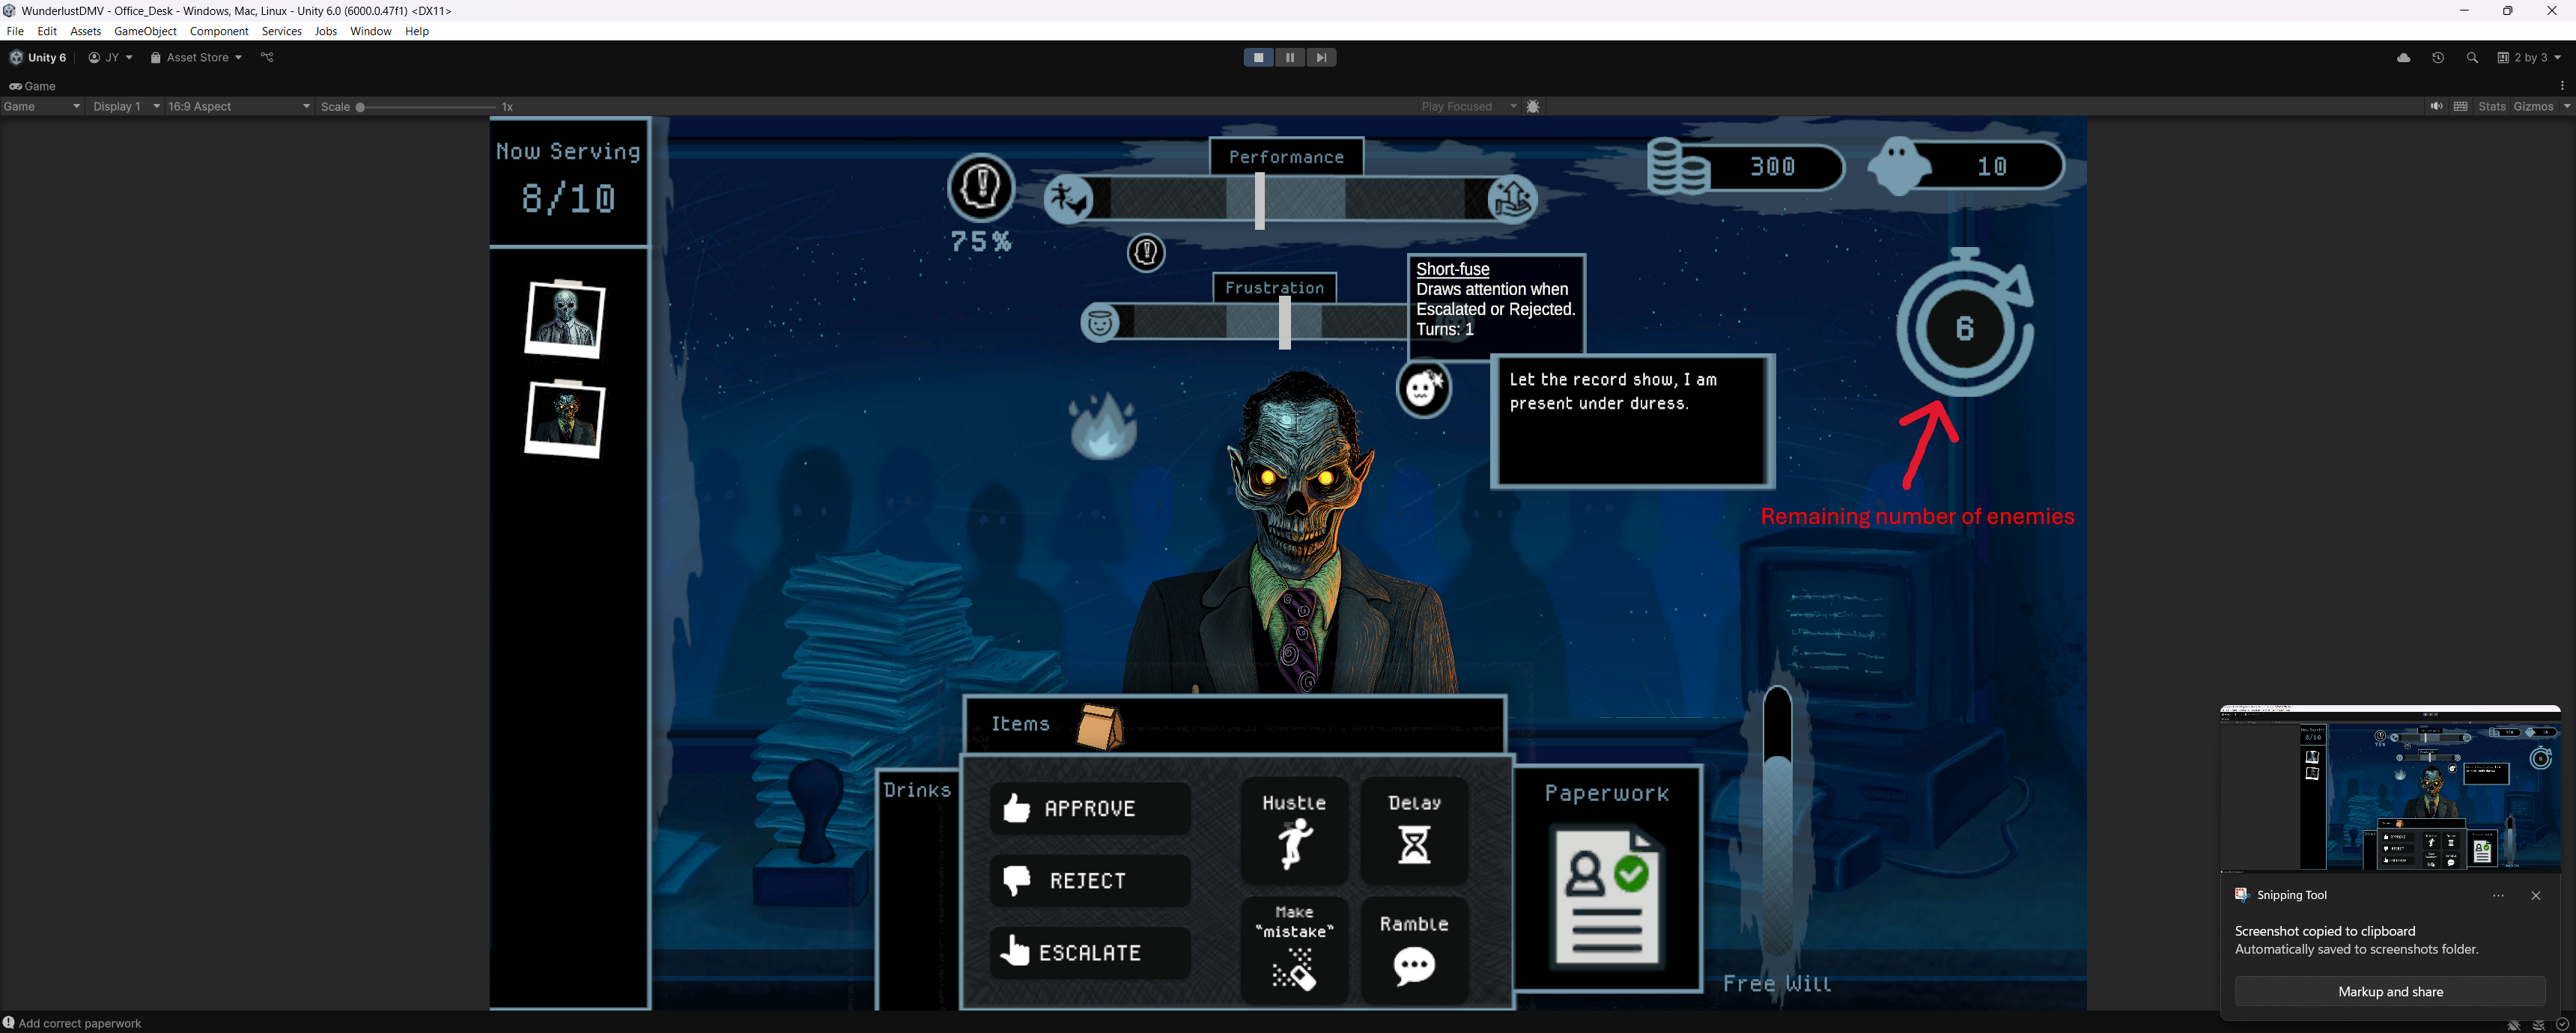 WunderlustDMV - Office_Desk - Windows, Mac, Linux - Unity 6.0 (6000.0.47f1) <DX11>
File Edit Assets GameObject Component Services Jobs Window Help
Unity 6 JY Asset Store 2 by 3
Game
Game Display 1 16:9 Aspect Scale 1x Play Focused Stats Gizmos
Now Serving
8/10
75%
Performance
300
10
Frustration
Short-fuse
Draws attention when
Escalated or Rejected.
Turns: 1
6
Let the record show, I am
present under duress.
Remaining number of enemies
Items
Drinks
APPROVE
REJECT
ESCALATE
Hustle
Delay
Make
"mistake"
Ramble
Paperwork
Free Will
Snipping Tool
Screenshot copied to clipboard
Automatically saved to screenshots folder.
Markup and share
Add correct paperwork